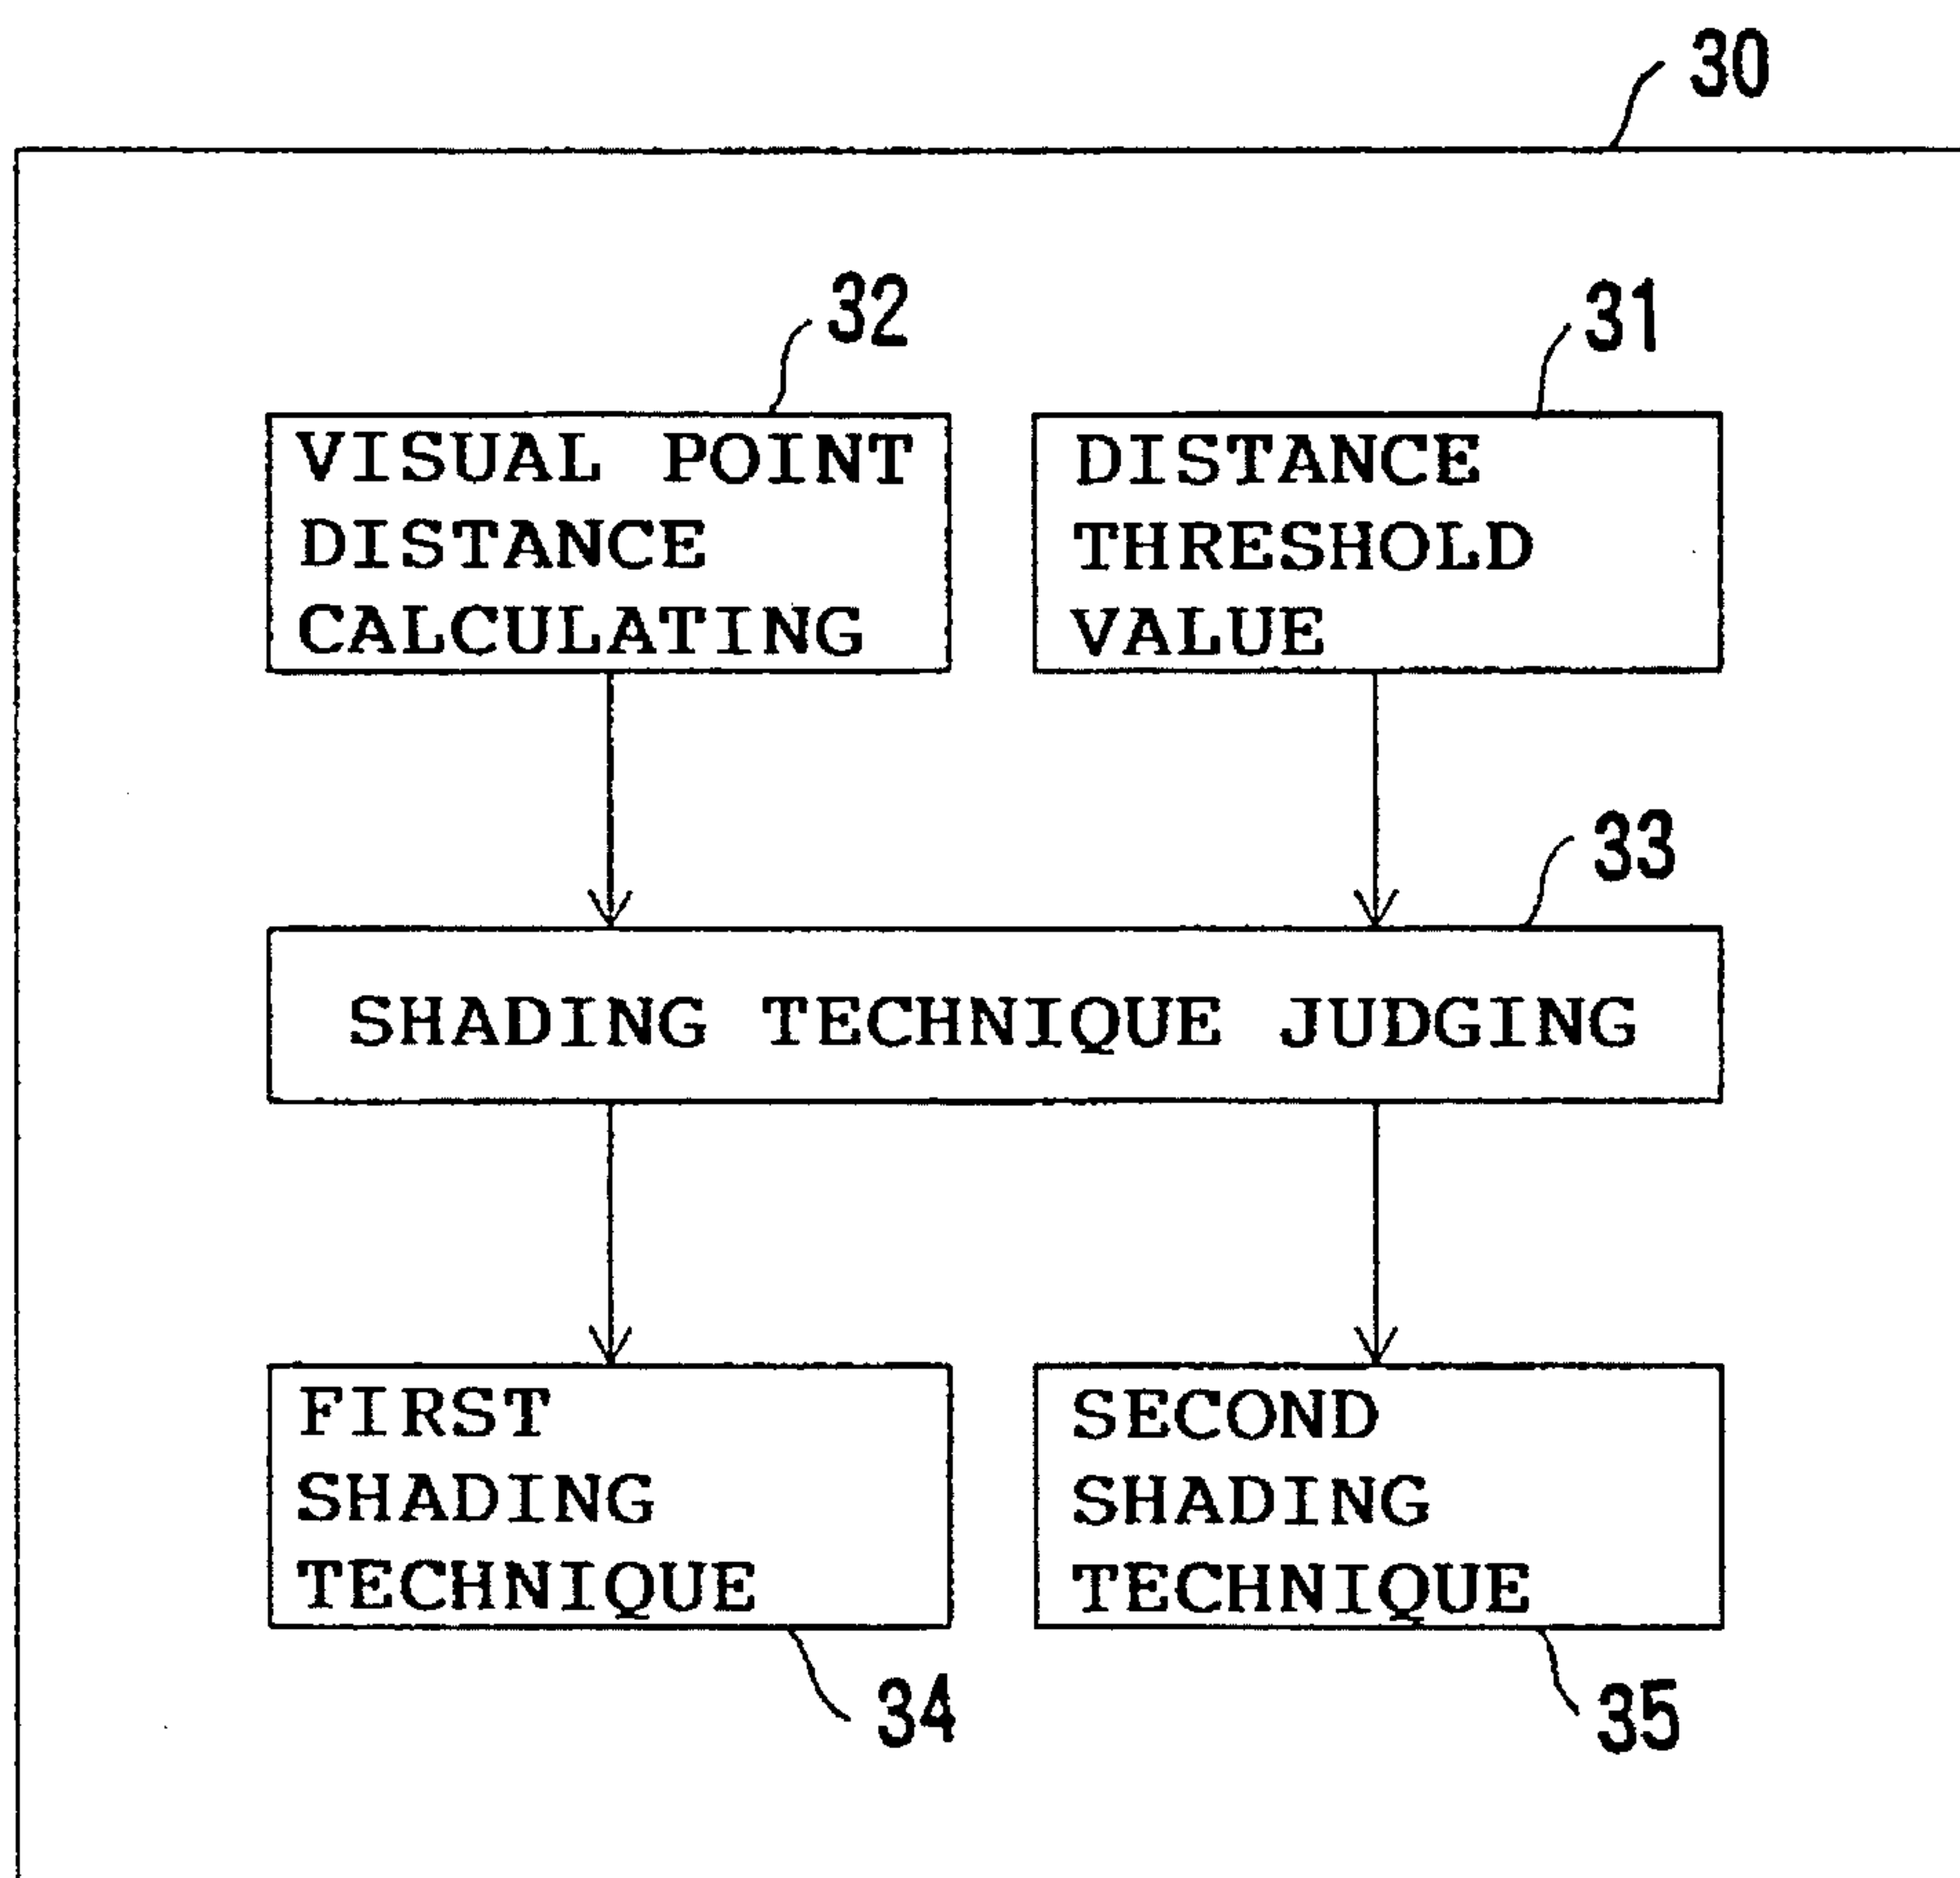 30
32
31
VISUAL POINT
DISTANCE
CALCULATING
DISTANCE
THRESHOLD
VALUE
33
SHADING TECHNIQUE JUDGING
FIRST
SHADING
TECHNIQUE
SECOND
SHADING
TECHNIQUE
34
35